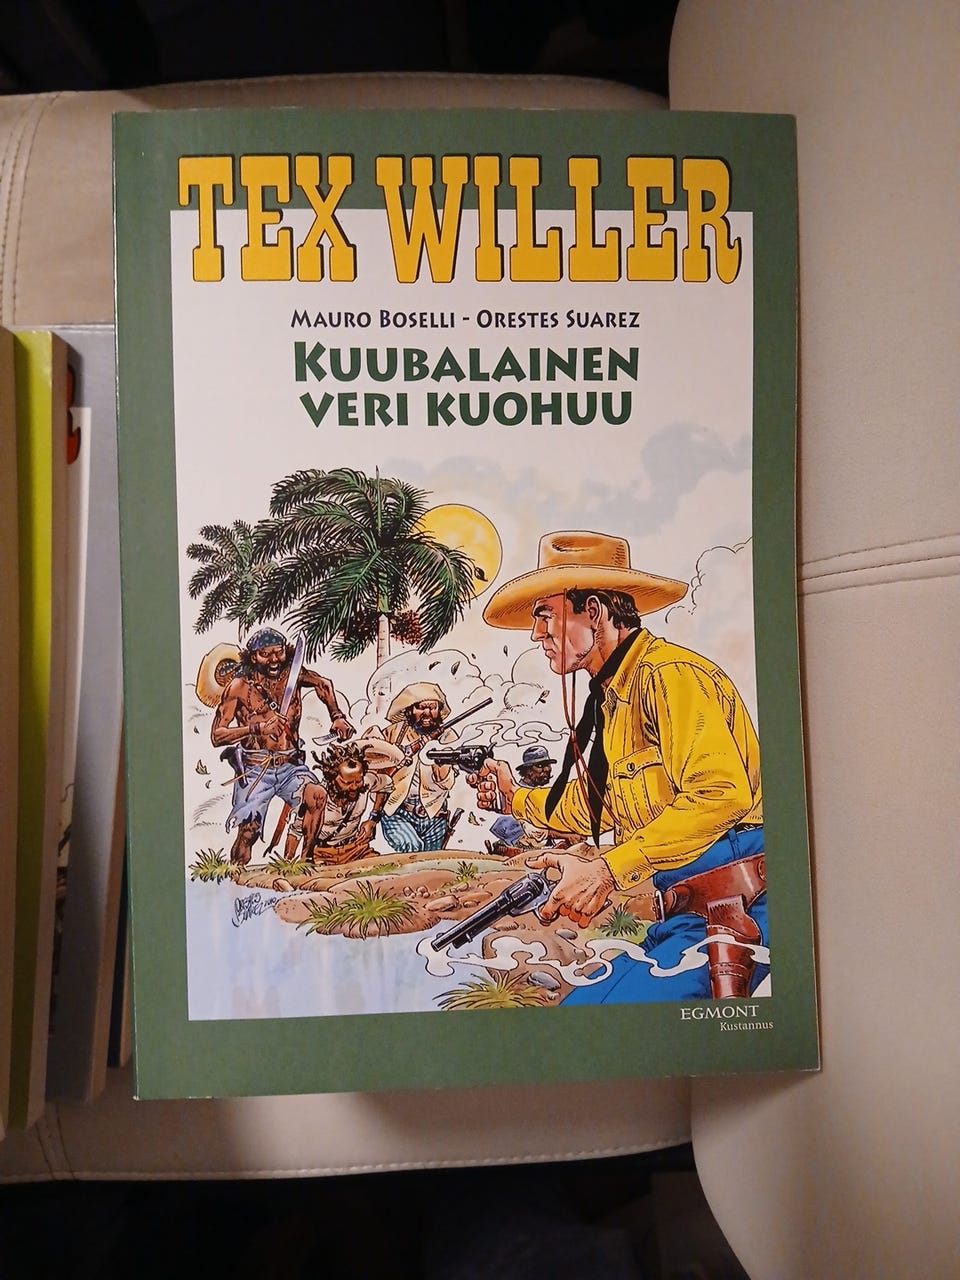 TEX WILLER
MAURO BOSELLI - ORESTES SUAREZ
KUUBALAINEN
VERI KUOHUU
EGMONT
Kustannus